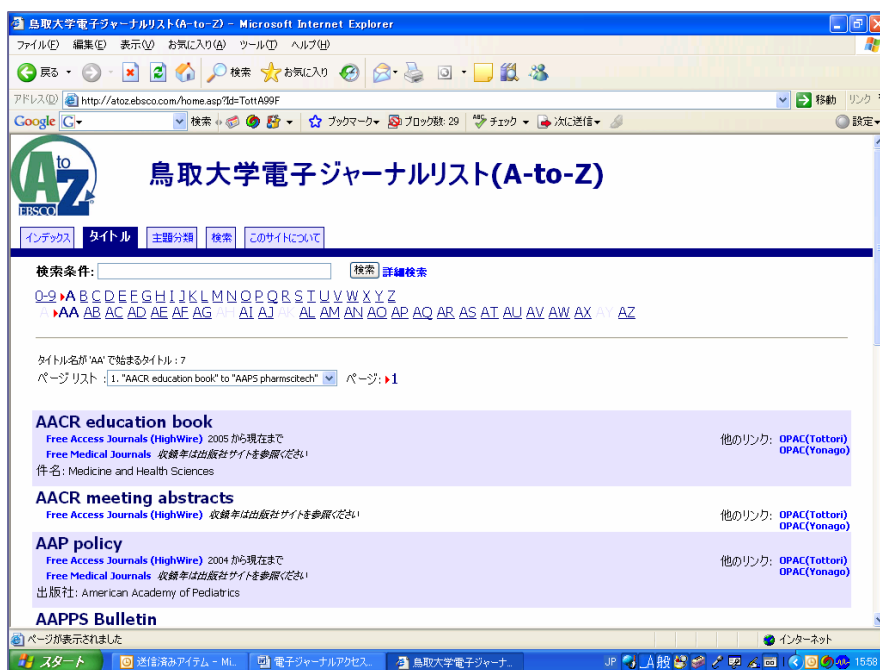 鳥取大学電子ジャーナルリスト(A-to-Z) - Microsoft Internet Explorer
ファイル(F) 編集(E) 表示(V) お気に入り(A) ツール(T) ヘルプ(H)
戻る 検索 お気に入り
アドレス(D) http://atoz.ebsco.com/home.asp?Id=TottA99F 移動 リンク
Google G 検索 ブックマーク ブロック数: 29 ABC チェック 次に送信 設定
A to Z EBSCO
鳥取大学電子ジャーナルリスト(A-to-Z)
インデックス タイトル 主題分類 検索 このサイトについて
検索条件: 検索 詳細検索
0-9 A B C D E F G H I J K L M N O P Q R S T U V W X Y Z
A AA AB AC AD AE AF AG AH AI AJ AK AL AM AN AO AP AQ AR AS AT AU AV AW AX AY AZ
タイトル名が 'AA' で始まるタイトル : 7
ページ リスト : 1. "AACR education book" to "AAPS pharmscitech" ページ: 1
AACR education book
Free Access Journals (HighWire) 2005 から現在まで 他のリンク: OPAC(Tottori)
Free Medical Journals 収録年は出版社サイトを参照ください OPAC(Yonago)
件名: Medicine and Health Sciences
AACR meeting abstracts
Free Access Journals (HighWire) 収録年は出版社サイトを参照ください 他のリンク: OPAC(Tottori)
OPAC(Yonago)
AAP policy
Free Access Journals (HighWire) 2004 から現在まで 他のリンク: OPAC(Tottori)
Free Medical Journals 収録年は出版社サイトを参照ください OPAC(Yonago)
出版社: American Academy of Pediatrics
AAPPS Bulletin
ページが表示されました インターネット
スタート 送信済みアイテム - Mi... 電子ジャーナルアクセス... 鳥取大学電子ジャーナ... JP A 般 15:58